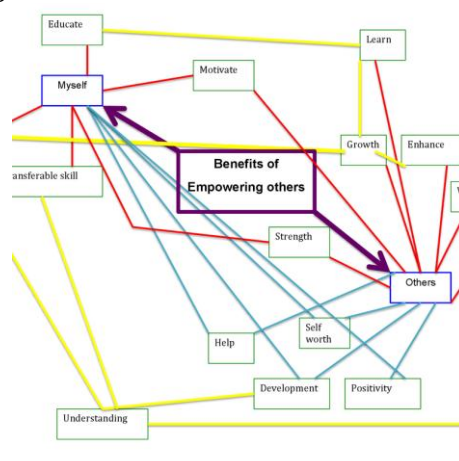 Educate
Learn
Motivate
Myself
Growth
Enhance
Benefits of
Empowering others
ansferable skill
Strength
Others
Self
worth
Help
Development
Positivity
Understanding